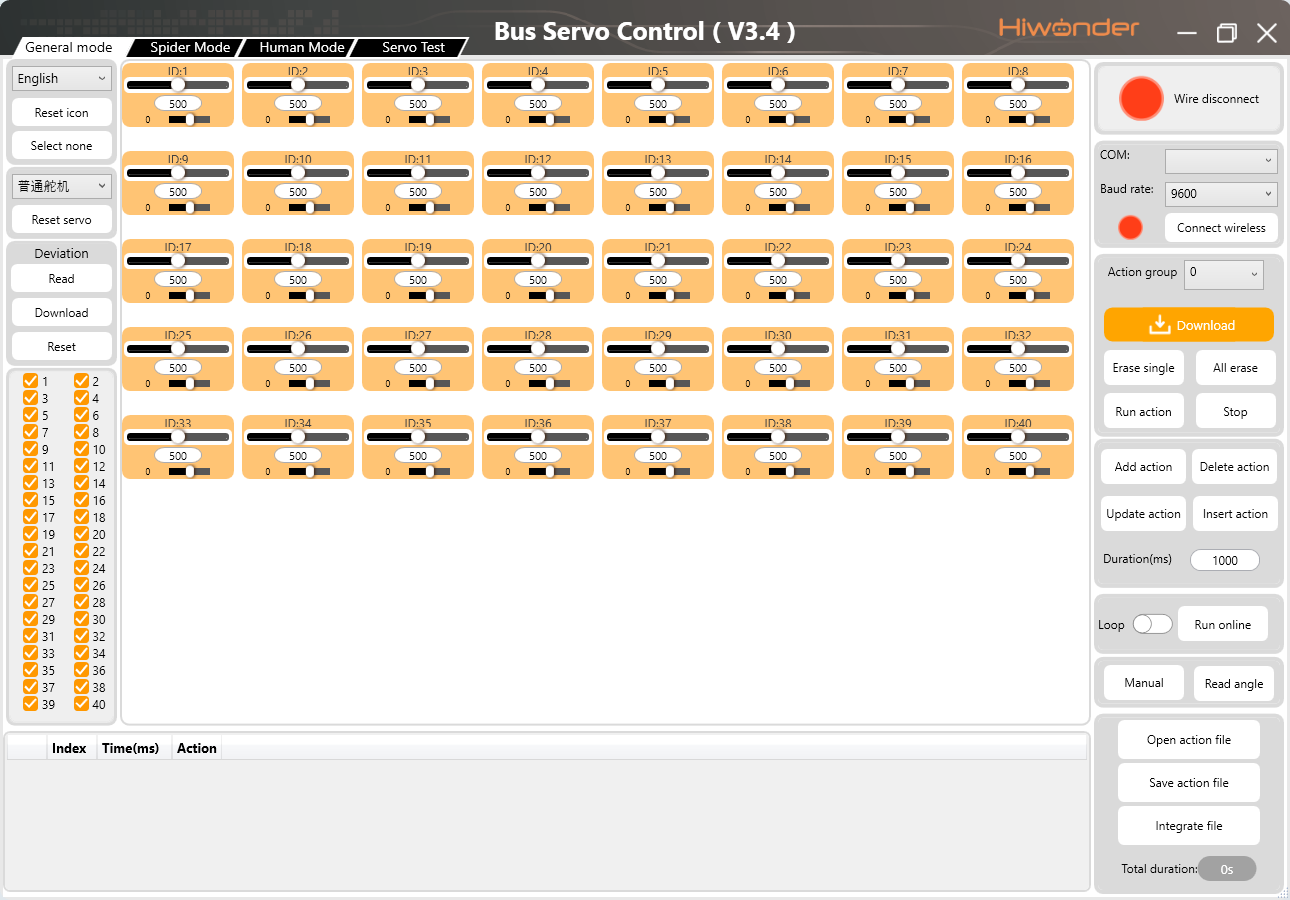 Bus Servo Control ( V3.4 )
Hiwonder
General mode
Spider Mode
Human Mode
Servo Test
English
Reset icon
Select none
普通舵机
Reset servo
Deviation
Read
Download
Reset
1 2
3 4
5 6
7 8
9 10
11 12
13 14
15 16
17 18
19 20
21 22
23 24
25 26
27 28
29 30
31 32
33 34
35 36
37 38
39 40
ID:1 ID:2 ID:3 ID:4 ID:5 ID:6 ID:7 ID:8
500 500 500 500 500 500 500 500
0 0 0 0 0 0 0 0
ID:9 ID:10 ID:11 ID:12 ID:13 ID:14 ID:15 ID:16
500 500 500 500 500 500 500 500
0 0 0 0 0 0 0 0
ID:17 ID:18 ID:19 ID:20 ID:21 ID:22 ID:23 ID:24
500 500 500 500 500 500 500 500
0 0 0 0 0 0 0 0
ID:25 ID:26 ID:27 ID:28 ID:29 ID:30 ID:31 ID:32
500 500 500 500 500 500 500 500
0 0 0 0 0 0 0 0
ID:33 ID:34 ID:35 ID:36 ID:37 ID:38 ID:39 ID:40
500 500 500 500 500 500 500 500
0 0 0 0 0 0 0 0
Index Time(ms) Action
Wire disconnect
COM:
Baud rate: 9600
Connect wireless
Action group 0
Download
Erase single All erase
Run action Stop
Add action Delete action
Update action Insert action
Duration(ms) 1000
Loop Run online
Manual Read angle
Open action file
Save action file
Integrate file
Total duration: 0s